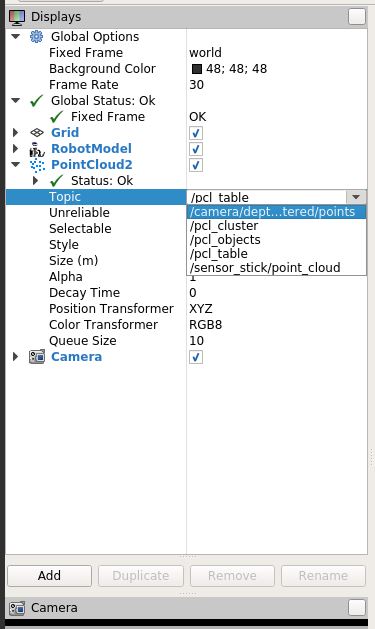 Displays
Global Options
Fixed Frame world
Background Color 48; 48; 48
Frame Rate 30
Global Status: Ok
Fixed Frame OK
Grid
RobotModel
PointCloud2
Status: Ok
Topic /pcl_table
Unreliable /camera/dept...tered/points
Selectable /pcl_cluster
Style /pcl_objects
/pcl_table
Size (m) /sensor_stick/point_cloud
Alpha 1
Decay Time 0
Position Transformer XYZ
Color Transformer RGB8
Queue Size 10
Camera
Add Duplicate Remove Rename
Camera